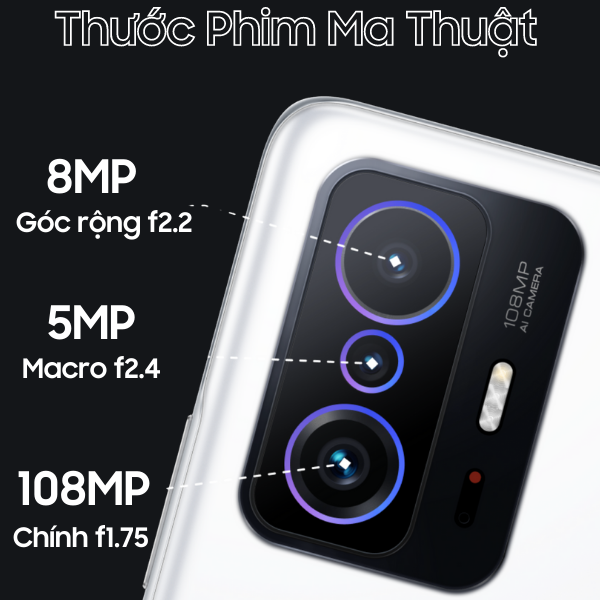 Thước Phim Ma Thuật
8MP
Góc rộng f2.2
108MP
AI CAMERA
5MP
Macro f2.4
108MP
Chính f1.75